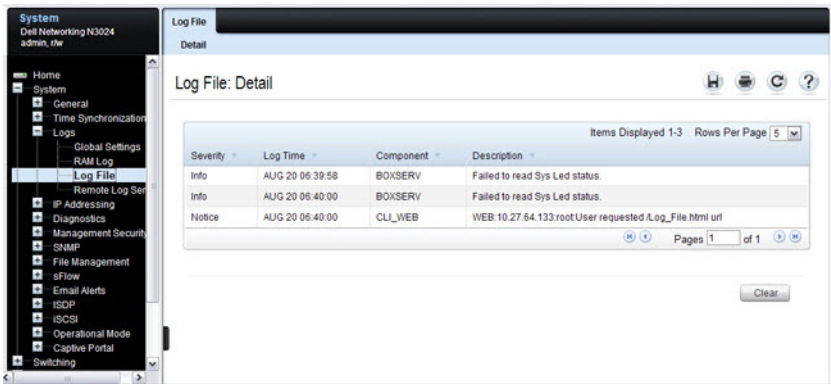 System
Dell Networking N3024
admin, r/w
Home
System
General
Time Synchronization
Logs
Global Settings
RAM Log
Log File
Remote Log Ser
IP Addressing
Diagnostics
Management Security
SNMP
File Management
sFlow
Email Alerts
ISDP
iSCSI
Operational Mode
Captive Portal
Switching
Log File
Detail
Log File: Detail
Items Displayed 1-3 Rows Per Page 5
Severity Log Time Component Description
Info AUG 20 06:39:58 BOXSERV Failed to read Sys Led status.
Info AUG 20 06:40:00 BOXSERV Failed to read Sys Led status.
Notice AUG 20 06:40:00 CLI_WEB WEB:10.27.64.133:root:User requested /Log_File.html url
Pages 1 of 1
Clear